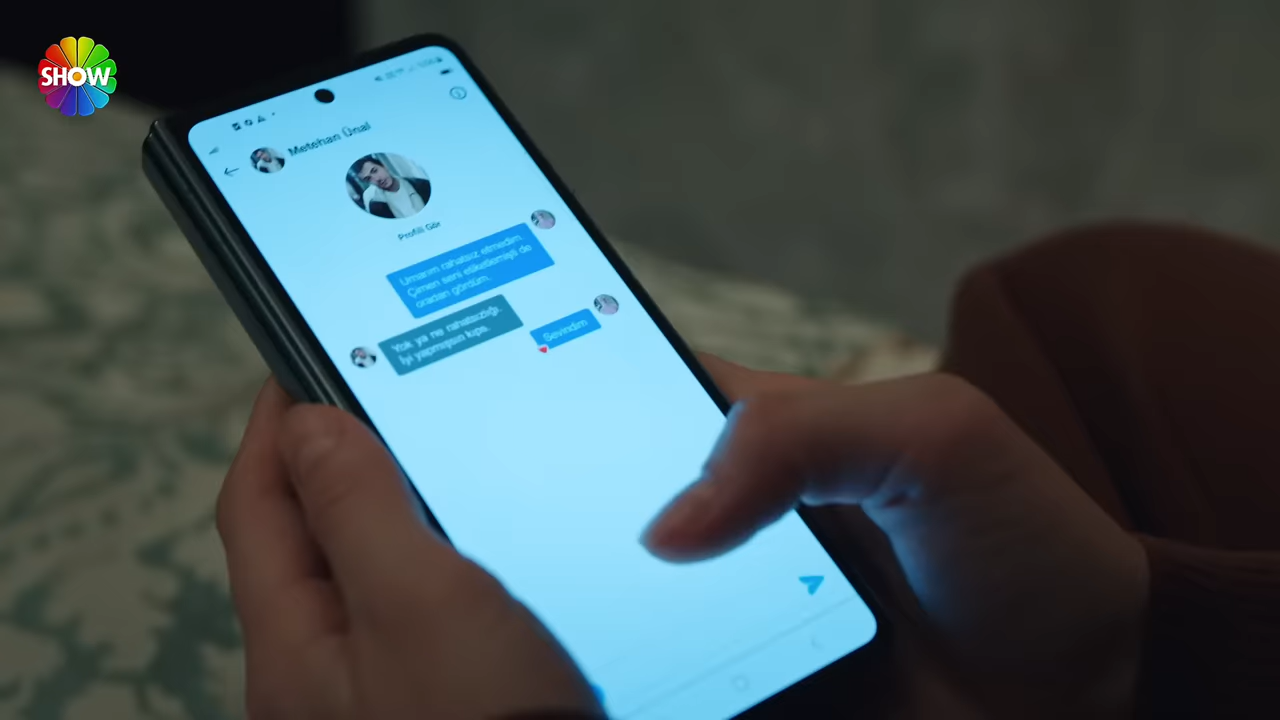 SHOW
Metehan Ünal
Profili Gör
Umarım rahatsız etmedim
Çimen seni etiketlemişti de
oradan gördüm.
Yok ya ne rahatsızlığı.
İyi yapmışsın kıps.
Sevindim